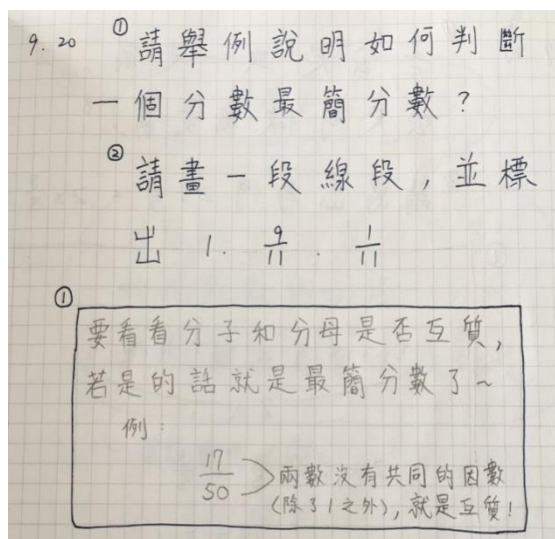 9.20 ① 請舉例說明如何判斷
一個分數最簡分數？
② 請畫一段線段，並標
出 1. 9/11 . 1/11
①
要看看分子和分母是否互質，
若是的話就是最簡分數了~
例：
17/50 兩數沒有共同的因數
(除了1之外)，就是互質！